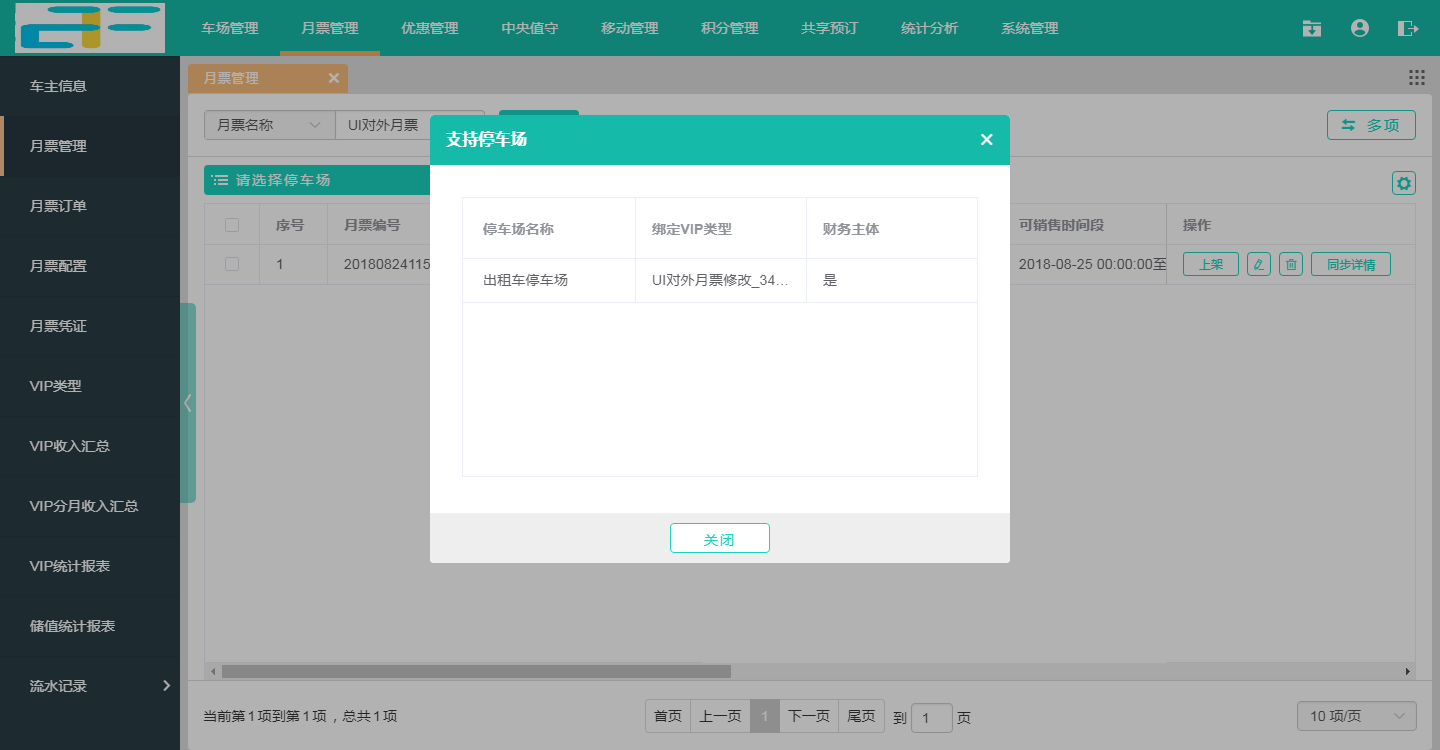 车场管理 月票管理 优惠管理 中央值守 移动管理 积分管理 共享预订 统计分析 系统管理
车主信息
月票管理
月票订单
月票配置
月票凭证
VIP类型
VIP收入汇总
VIP分月收入汇总
VIP统计报表
储值统计报表
流水记录
月票管理
月票名称 UI对外月票
多项
请选择停车场
序号 月票编号 可销售时间段 操作
1 20180824115 2018-08-25 00:00:00至 上架 同步详情
支持停车场
停车场名称 绑定VIP类型 财务主体
出租车停车场 UI对外月票修改_34... 是
关闭
当前第1项到第1项，总共1项
首页 上一页 1 下一页 尾页 到 1 页
10 项/页